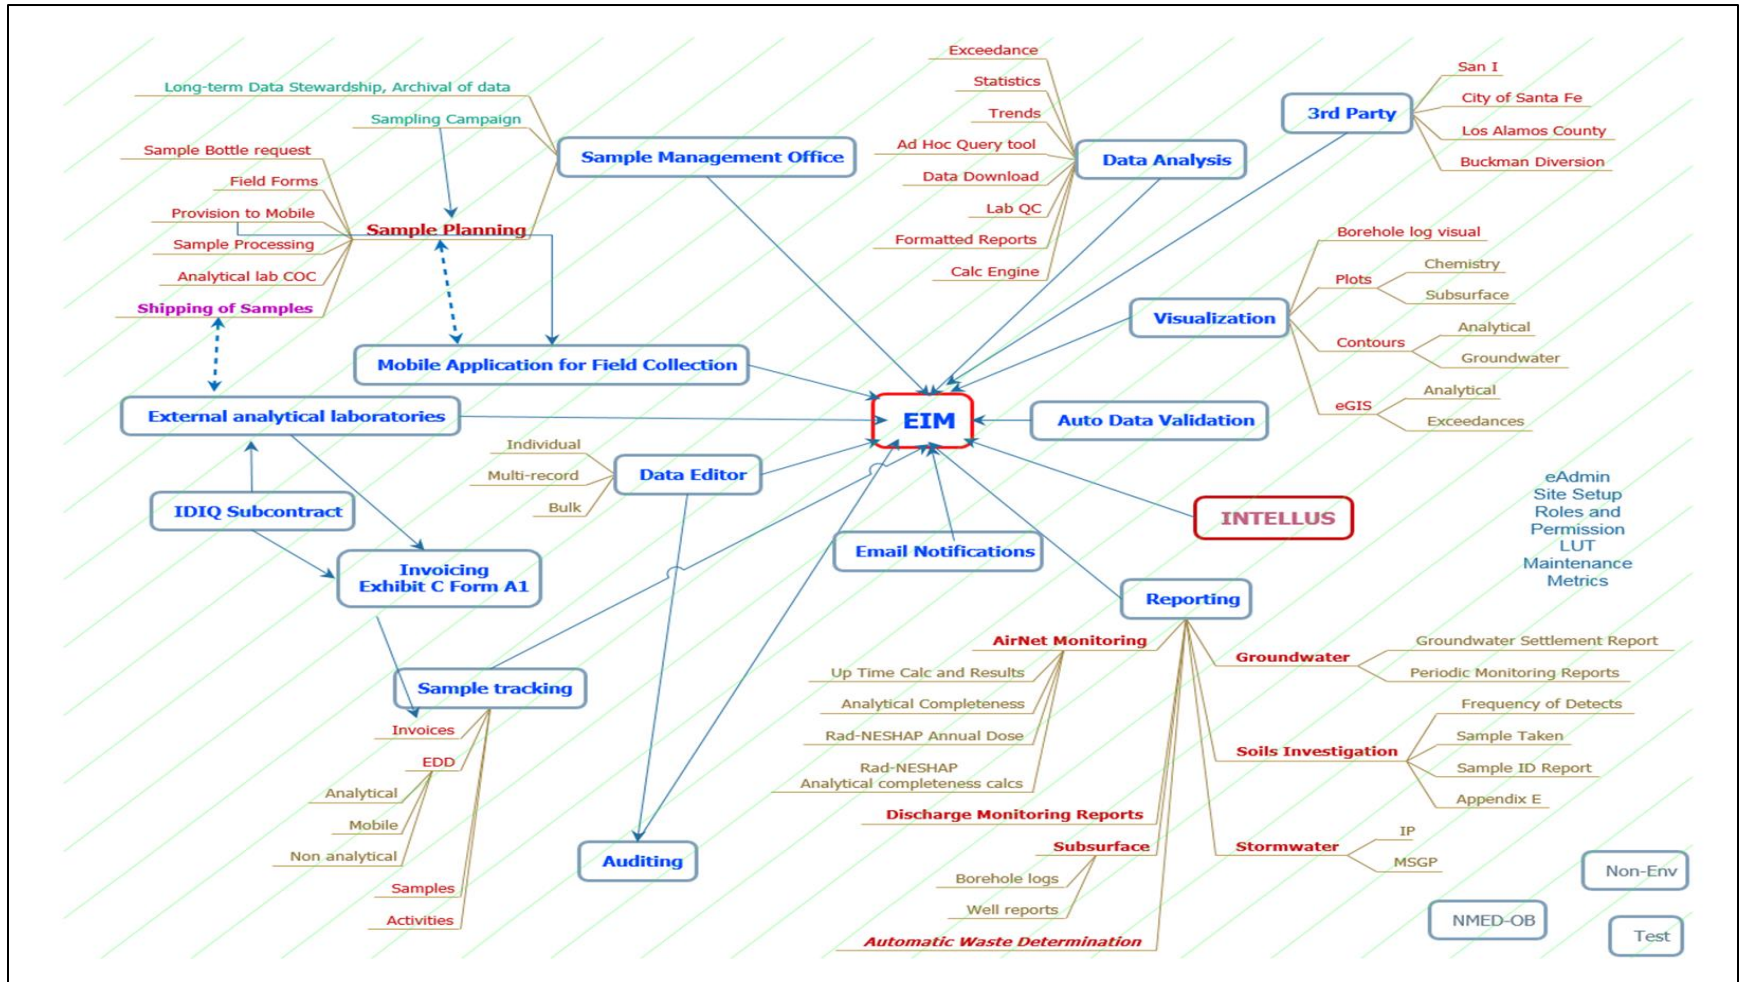 Long-term Data Stewardship, Archival of data
Sampling Campaign
Sample Management Office
Sample Bottle request
Field Forms
Provision to Mobile
Sample Processing
Analytical lab COC
Shipping of Samples
Sample Planning
Mobile Application for Field Collection
External analytical laboratories
IDIQ Subcontract
Invoicing
Exhibit C Form A1
Individual
Multi-record
Bulk
Data Editor
Sample tracking
Invoices
EDD
Analytical
Mobile
Non analytical
Samples
Activities
Auditing
EIM
Exceedance
Statistics
Trends
Ad Hoc Query tool
Data Download
Lab QC
Formatted Reports
Calc Engine
Data Analysis
3rd Party
San I
City of Santa Fe
Los Alamos County
Buckman Diversion
Visualization
Borehole log visual
Plots
Chemistry
Subsurface
Contours
Analytical
Groundwater
eGIS
Analytical
Exceedances
Auto Data Validation
INTELLUS
Email Notifications
eAdmin
Site Setup
Roles and
Permission
LUT
Maintenance
Metrics
Reporting
AirNet Monitoring
Up Time Calc and Results
Analytical Completeness
Rad-NESHAP Annual Dose
Rad-NESHAP
Analytical completeness calcs
Discharge Monitoring Reports
Subsurface
Borehole logs
Well reports
Automatic Waste Determination
Groundwater
Groundwater Settlement Report
Periodic Monitoring Reports
Soils Investigation
Frequency of Detects
Sample Taken
Sample ID Report
Appendix E
Stormwater
IP
MSGP
Non-Env
NMED-OB
Test